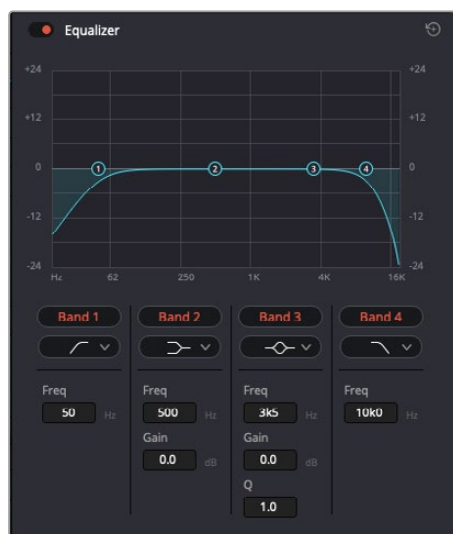 Equalizer
+24 +24
+12 +12
0 1 2 3 4 0
-12 -12
-24 -24
Hz 62 250 1K 4K 16K
Band 1 Band 2 Band 3 Band 4
Freq Freq Freq Freq
50 Hz 500 Hz 3k5 Hz 10k0 Hz
Gain Gain
0.0 dB 0.0 dB
Q
1.0